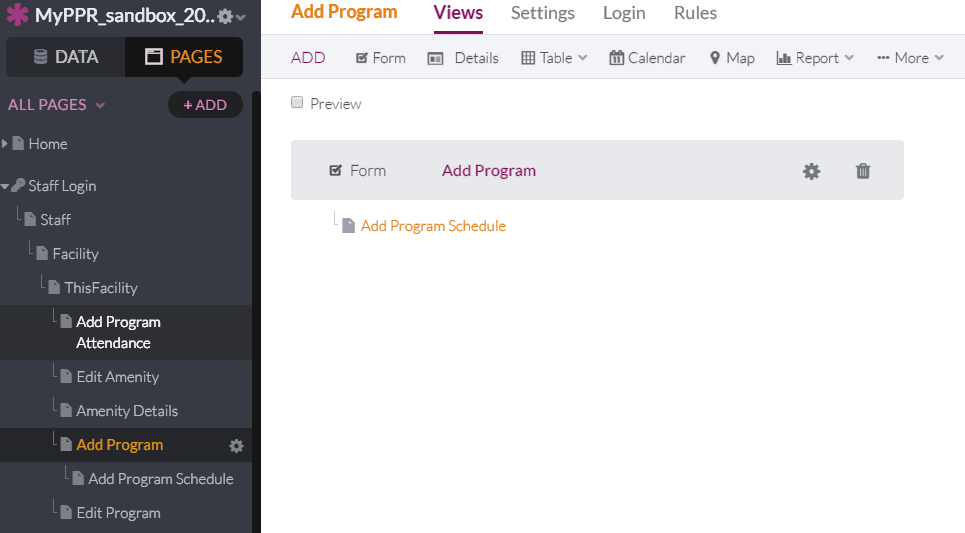 MyPPR_sandbox_20..
DATA
PAGES
ALL PAGES
+ ADD
Home
Staff Login
Staff
Facility
ThisFacility
Add Program
Attendance
Edit Amenity
Amenity Details
Add Program
Add Program Schedule
Edit Program
Add Program Views Settings Login Rules
ADD Form Details Table Calendar Map Report More
Preview
Form Add Program
Add Program Schedule